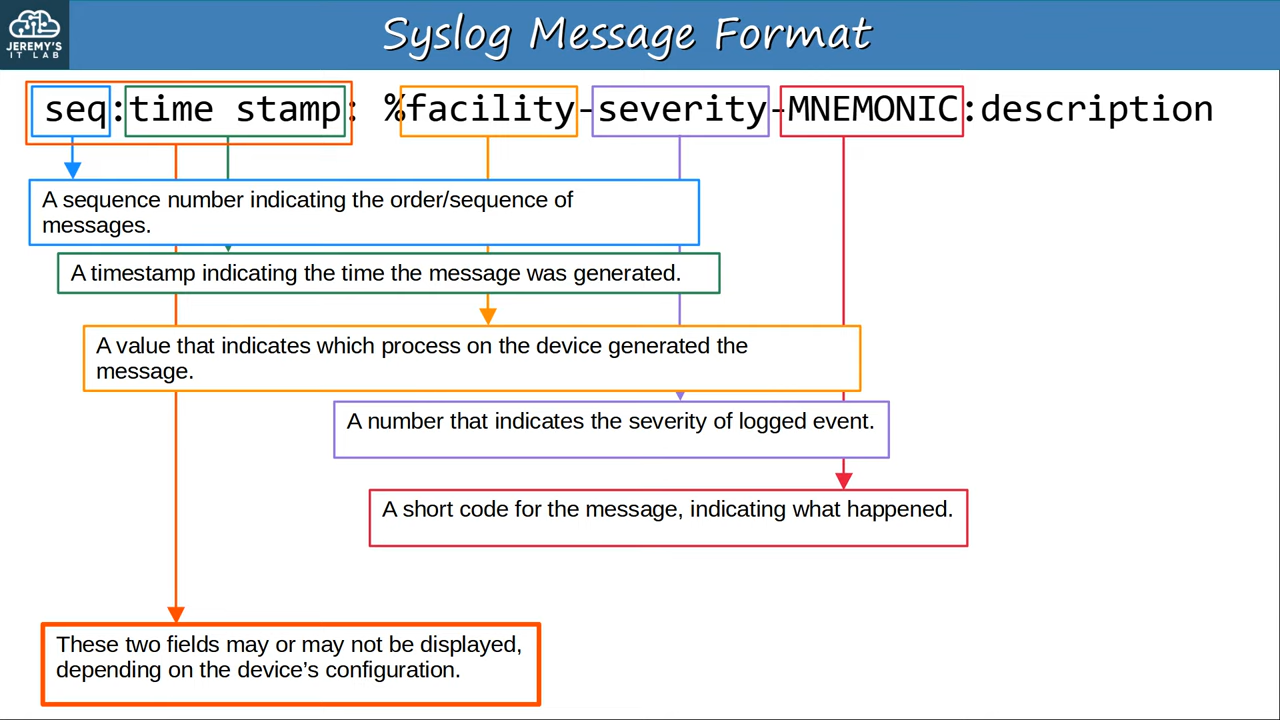 JEREMY'S
IT LAB
Syslog Message Format
seq:time stamp: %facility-severity-MNEMONIC:description
A sequence number indicating the order/sequence of
messages.
A timestamp indicating the time the message was generated.
A value that indicates which process on the device generated the
message.
A number that indicates the severity of logged event.
A short code for the message, indicating what happened.
These two fields may or may not be displayed,
depending on the device’s configuration.